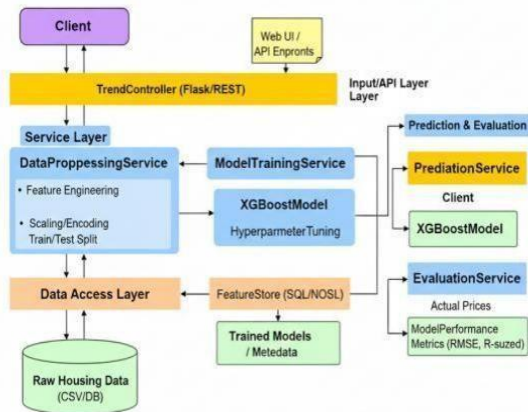 Client
Web UI /
API Enpronts
TrendController (Flask/REST)
Input/API Layer
Layer
Service Layer
DataProppessingService
• Feature Engineering
• Scaling/Encoding
Train/Test Split
ModelTrainingService
XGBoostModel
HyperparmeterTuning
Prediction & Evaluation
PrediationService
Client
XGBoostModel
Data Access Layer
FeatureStore (SQL/NOSL)
Trained Models
/ Metedata
EvaluationService
Actual Prices
ModelPerformance
Metrics (RMSE, R-suzed)
Raw Housing Data
(CSV/DB)